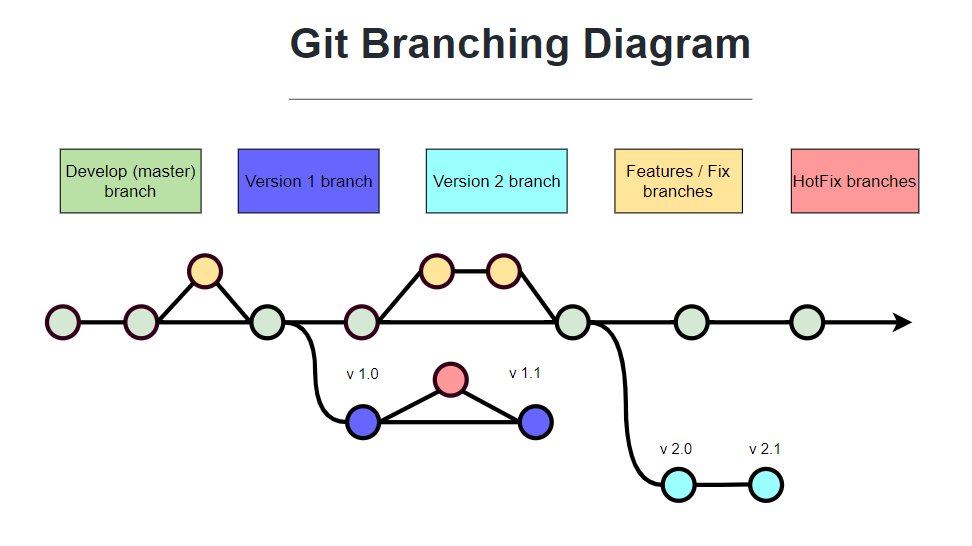 Git Branching Diagram
Develop (master)
branch
Version 1 branch
Version 2 branch
Features / Fix
branches
HotFix branches
v 1.0
v 1.1
v 2.0
v 2.1